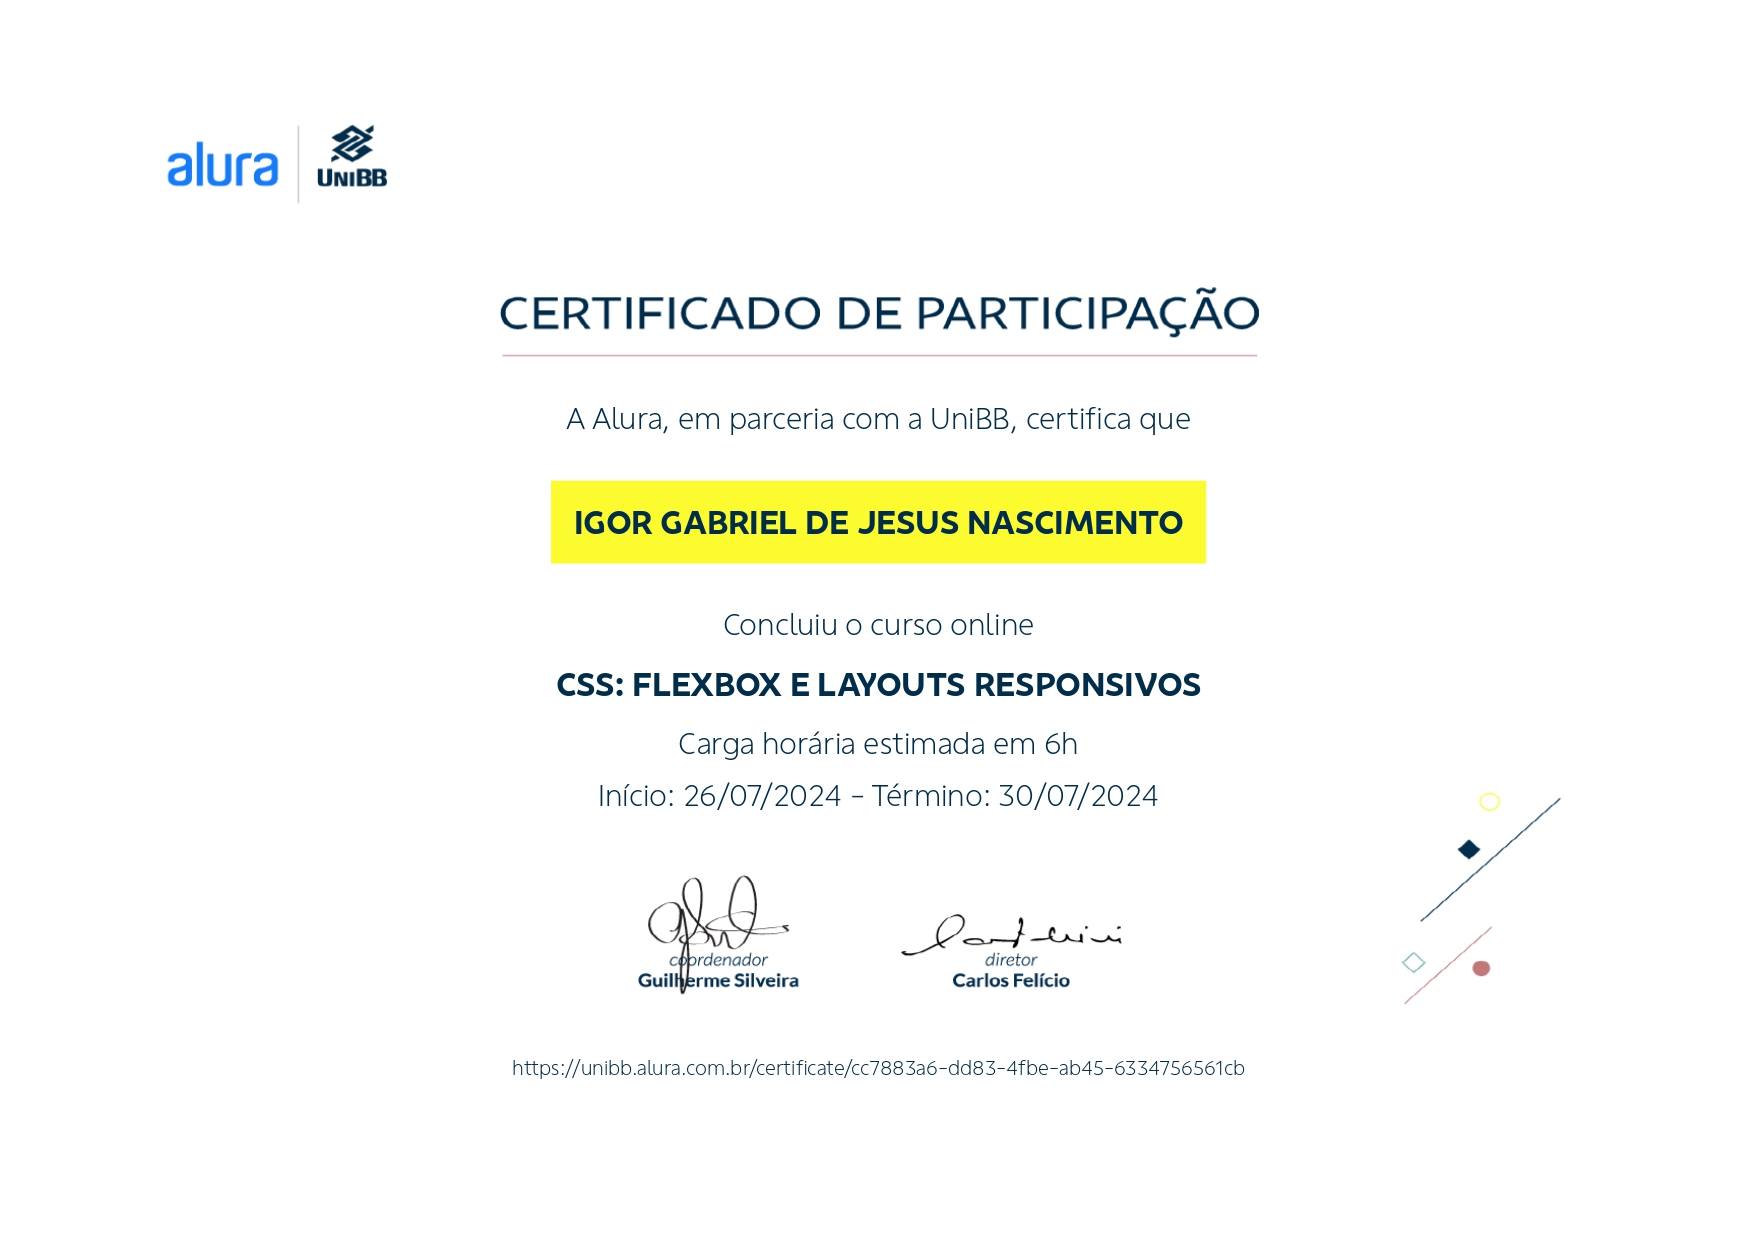 alura
UNIBB
CERTIFICADO DE PARTICIPAÇÃO
A Alura, em parceria com a UniBB, certifica que
IGOR GABRIEL DE JESUS NASCIMENTO
Concluiu o curso online
CSS: FLEXBOX E LAYOUTS RESPONSIVOS
Carga horária estimada em 6h
Início: 26/07/2024 - Término: 30/07/2024
coordenador
Guilherme Silveira
diretor
Carlos Felício
https://unibb.alura.com.br/certificate/cc7883a6-dd83-4fbe-ab45-6334756561cb